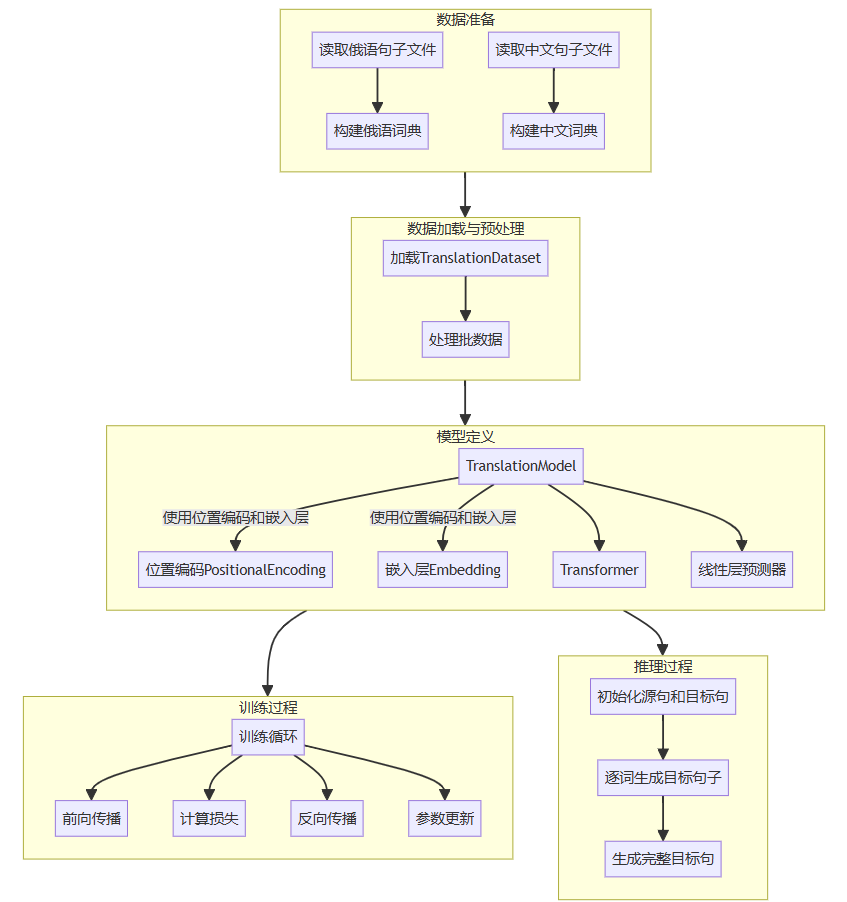 数据准备
读取俄语句子文件
读取中文句子文件
构建俄语词典
构建中文词典
数据加载与预处理
加载TranslationDataset
处理批数据
模型定义
TranslationModel
使用位置编码和嵌入层
使用位置编码和嵌入层
位置编码PositionalEncoding
嵌入层Embedding
Transformer
线性层预测器
训练过程
训练循环
前向传播
计算损失
反向传播
参数更新
推理过程
初始化源句和目标句
逐词生成目标句子
生成完整目标句